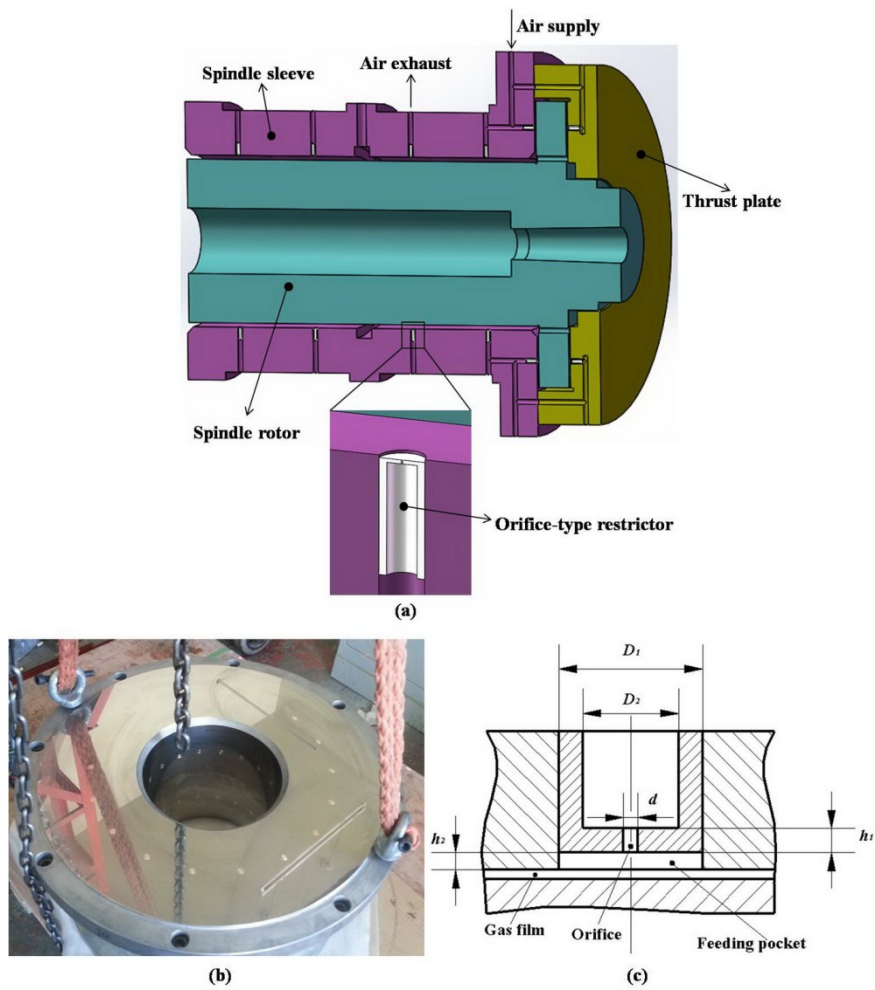 Air supply
Air exhaust
Spindle sleeve
Thrust plate
Spindle rotor
Orifice-type restrictor
(a)
D₁
D₂
d
h₂
h₁
Gas film
Orifice
Feeding pocket
(b)
(c)